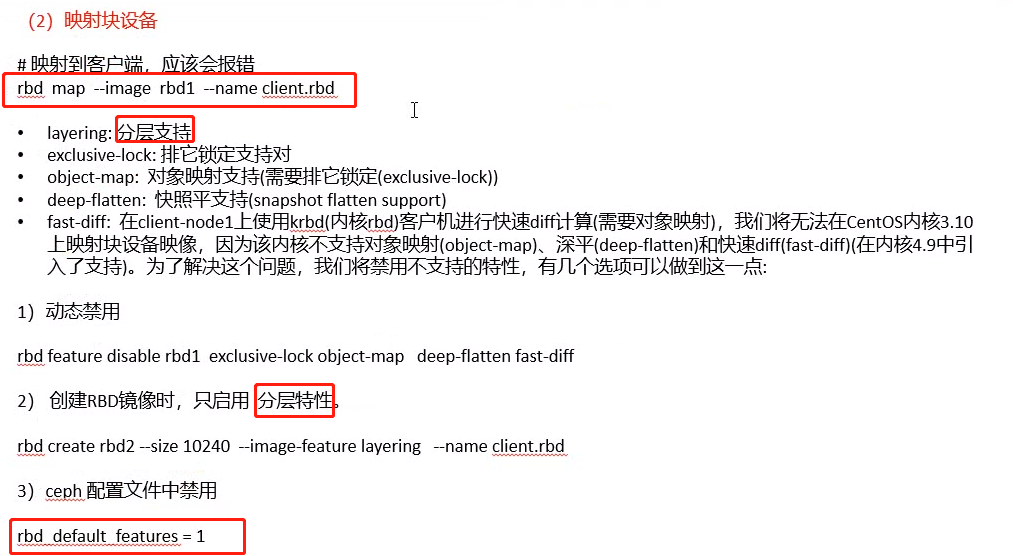 （2）映射块设备
# 映射到客户端，应该会报错
rbd map --image rbd1 --name client.rbd
• layering: 分层支持
• exclusive-lock: 排它锁定支持对
• object-map: 对象映射支持(需要排它锁定(exclusive-lock))
• deep-flatten: 快照平支持(snapshot flatten support)
• fast-diff: 在client-node1上使用krbd(内核rbd)客户机进行快速diff计算(需要对象映射)，我们将无法在CentOS内核3.10
上映射块设备映像，因为该内核不支持对象映射(object-map)、深平(deep-flatten)和快速diff(fast-diff)(在内核4.9中引
入了支持)。为了解决这个问题，我们将禁用不支持的特性，有几个选项可以做到这一点:
1）动态禁用
rbd feature disable rbd1 exclusive-lock object-map deep-flatten fast-diff
2） 创建RBD镜像时，只启用 分层特性。
rbd create rbd2 --size 10240 --image-feature layering --name client.rbd
3）ceph 配置文件中禁用
rbd_default_features = 1